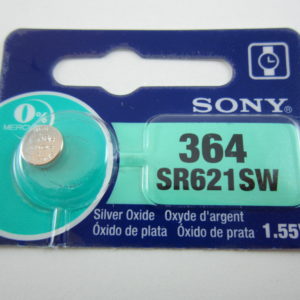 SONY
0%
MERCURY
364
SR621SW
Silver Oxide Oxyde d'argent
Óxido de plata Óxido de prata 1.55V